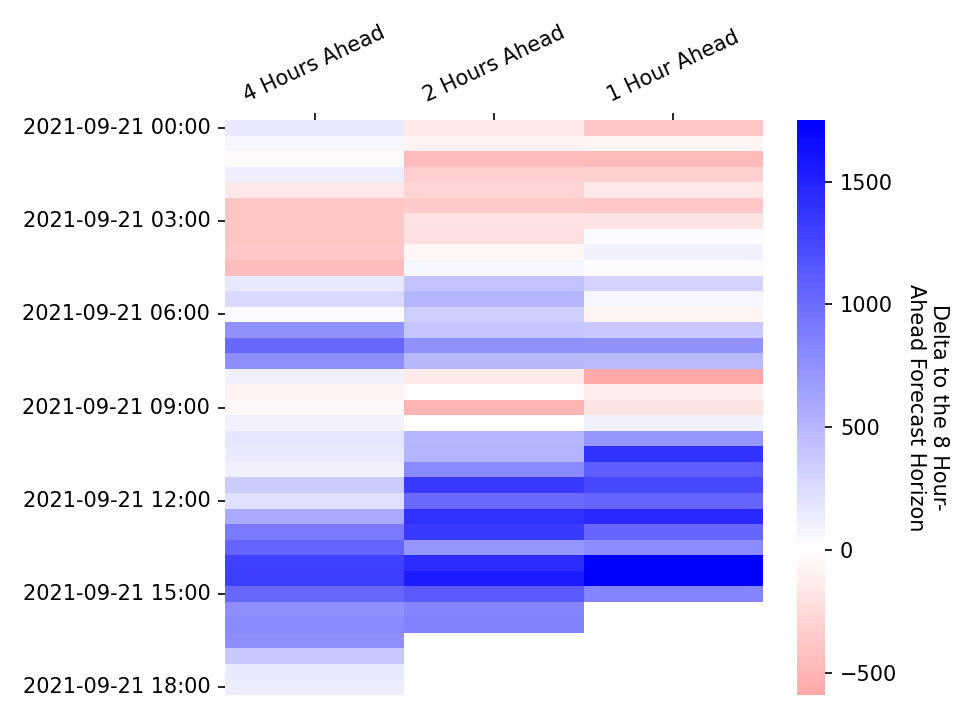 4 Hours Ahead
2 Hours Ahead
1 Hour Ahead
2021-09-21 00:00
2021-09-21 03:00
2021-09-21 06:00
2021-09-21 09:00
2021-09-21 12:00
2021-09-21 15:00
2021-09-21 18:00
1500
1000
500
0
−500
Delta to the 8 Hour-
Ahead Forecast Horizon